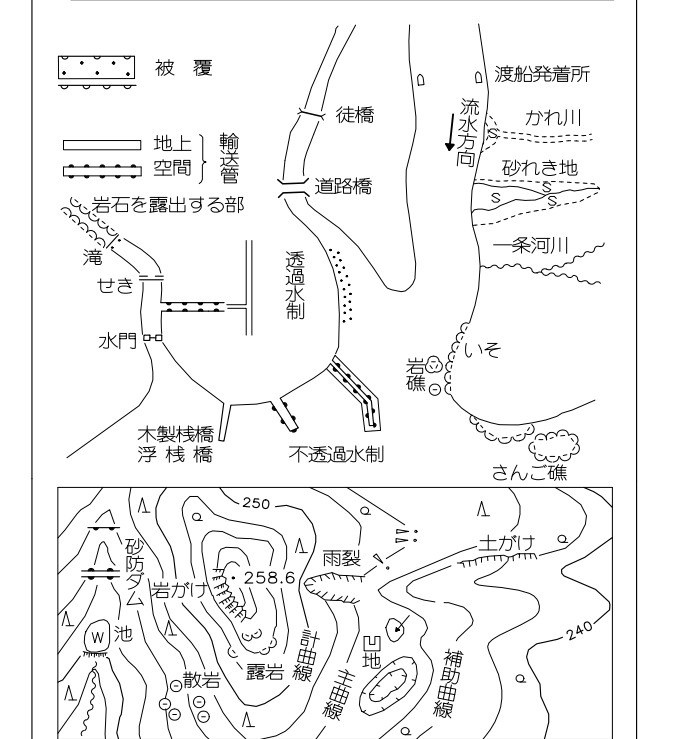 被覆
渡船発着所
流水方向
かれ川
徒橋
地上
空間
輸送管
砂れき地
道路橋
岩石を露出する部
一条河川
滝
透過水制
せき
水門
いそ
岩礁
木製桟橋
浮桟橋
不透過水制
さんご礁
250
砂防ダム
雨裂
土がけ
岩がけ
258.6
W
池
計曲線
凹地
240
散岩
露岩
主曲線
補助曲線